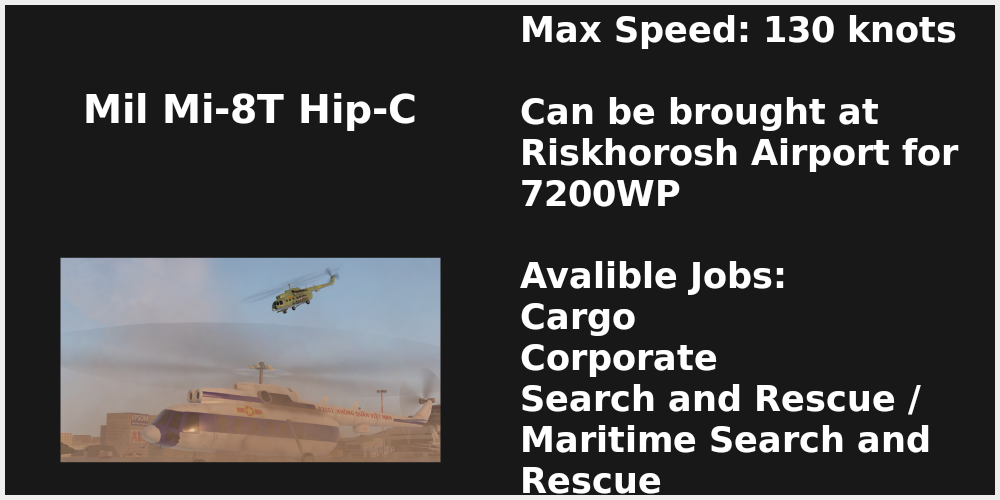 Mil Mi-8T Hip-C
Max Speed: 130 knots
Can be brought at
Riskhorosh Airport for
7200WP
Avalible Jobs:
Cargo
Corporate
Search and Rescue /
Maritime Search and
Rescue